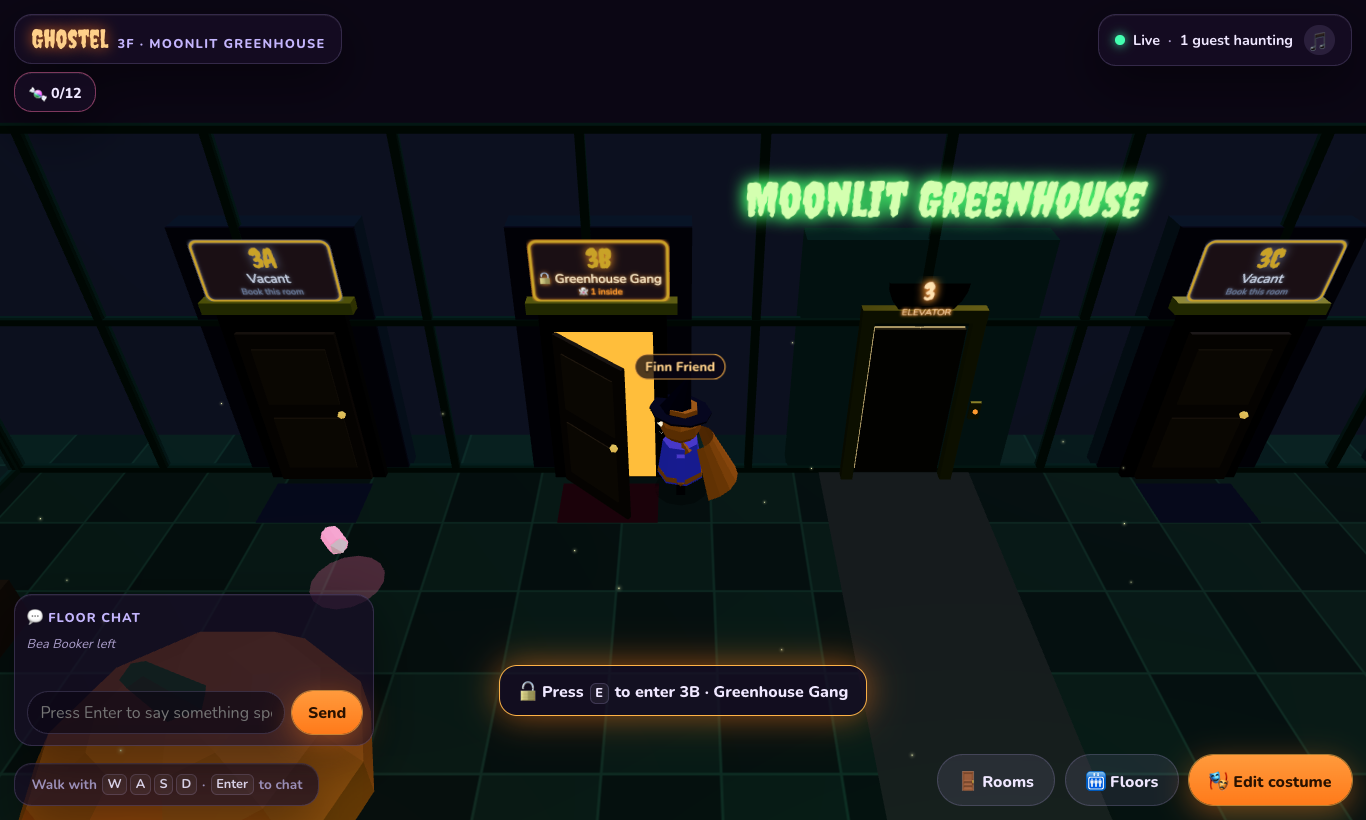 GHOSTEL 3F · MOONLIT GREENHOUSE
Live · 1 guest haunting
0/12
MOONLIT GREENHOUSE
3A
Vacant
Book this room
3B
Greenhouse Gang
1 inside
3
ELEVATOR
3C
Vacant
Book this room
Finn Friend
FLOOR CHAT
Bea Booker left
Press Enter to say something sp
Send
Press E to enter 3B · Greenhouse Gang
Walk with W A S D · Enter to chat
Rooms
Floors
Edit costume